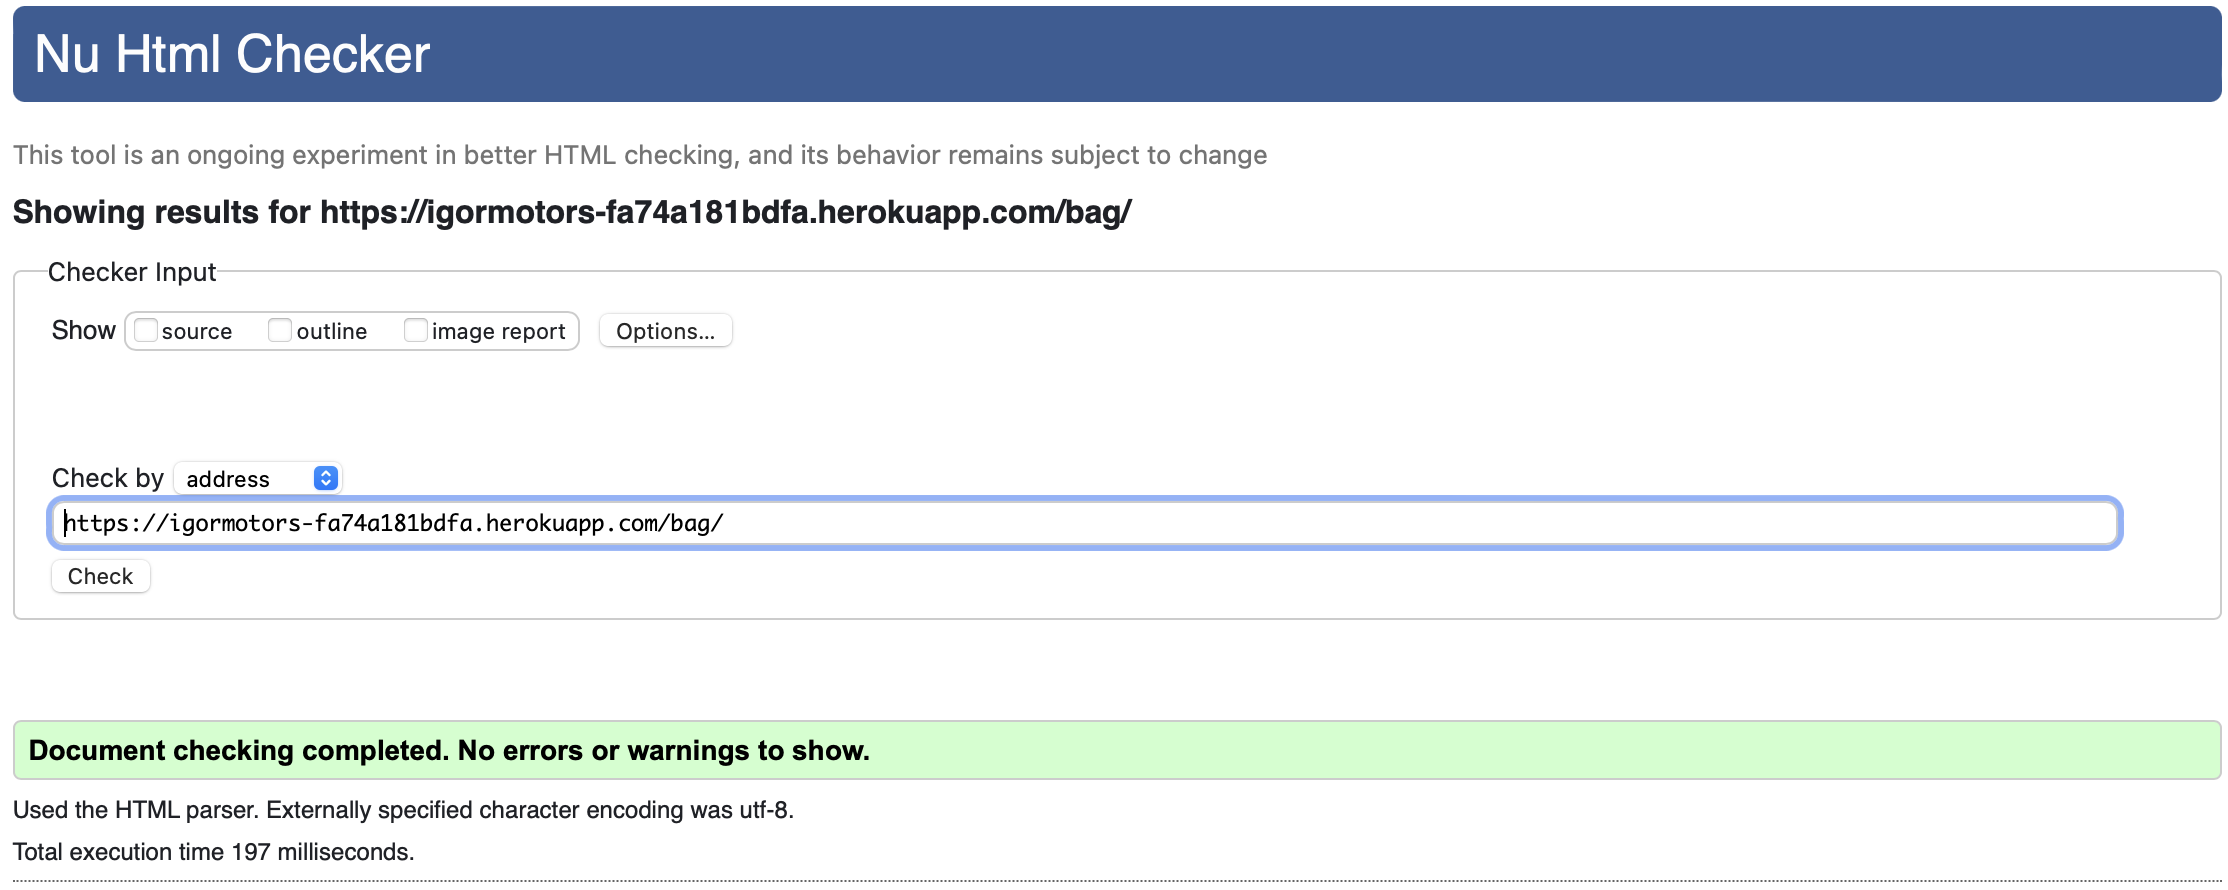 Nu Html Checker
This tool is an ongoing experiment in better HTML checking, and its behavior remains subject to change
Showing results for https://igormotors-fa74a181bdfa.herokuapp.com/bag/
Checker Input
Show source outline image report Options...
Check by address
https://igormotors-fa74a181bdfa.herokuapp.com/bag/
Check
Document checking completed. No errors or warnings to show.
Used the HTML parser. Externally specified character encoding was utf-8.
Total execution time 197 milliseconds.